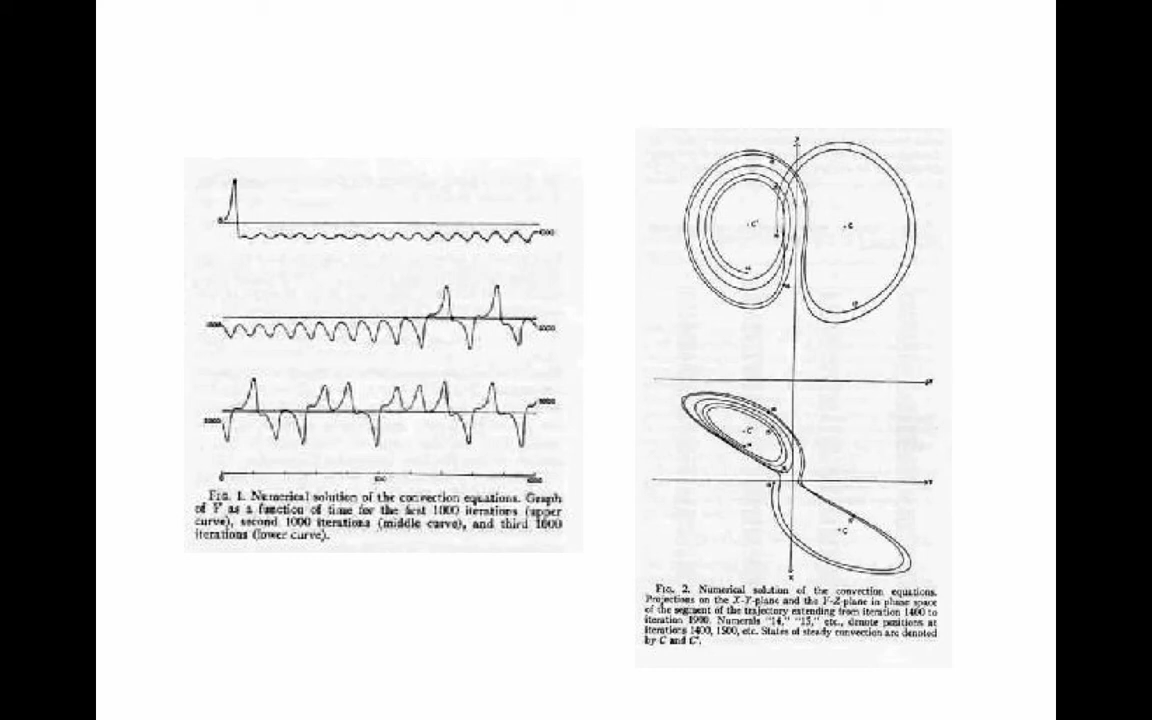 1000
2000
3000
Fig. 1. Numerical solution of the convection equations. Graph
of Y as a function of time for the first 1000 iterations (upper
curve), second 1000 iterations (middle curve), and third 1000
iterations (lower curve).
C'
C
C
Fig. 2. Numerical solution of the convection equations.
Projections on the X-Y-plane and the Y-Z-plane in phase space
of the segment of the trajectory extending from iteration 1400 to
iteration 1900. Numerals "14," "15," etc., denote positions at
iterations 1400, 1500, etc. States of steady convection are denoted
by C and C'.